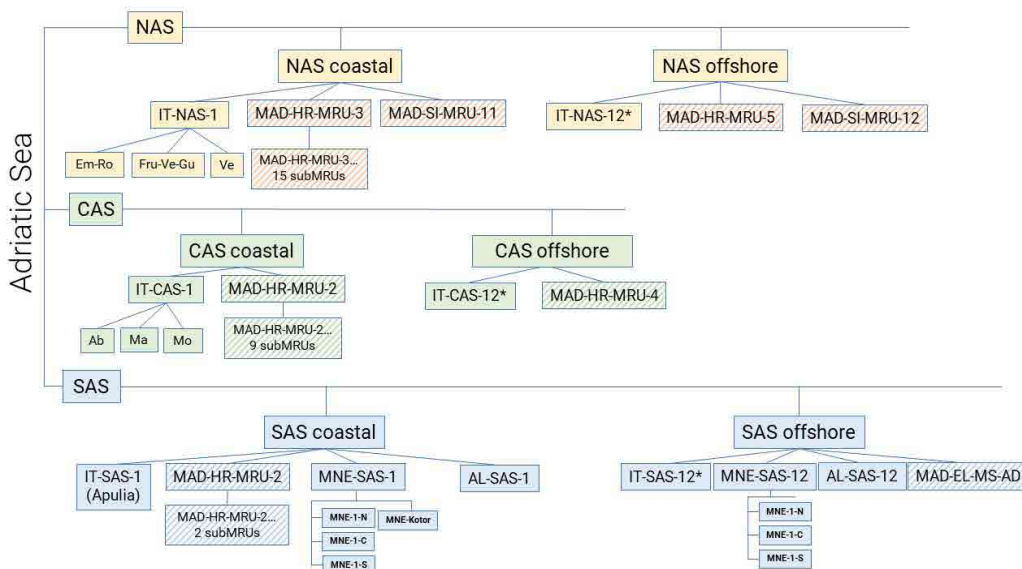 Adriatic Sea
NAS
NAS coastal
NAS offshore
IT-NAS-1
MAD-HR-MRU-3
MAD-SI-MRU-11
IT-NAS-12*
MAD-HR-MRU-5
MAD-SI-MRU-12
Em-Ro
Fru-Ve-Gu
Ve
MAD-HR-MRU-3...
15 subMRUs
CAS
CAS coastal
CAS offshore
IT-CAS-1
MAD-HR-MRU-2
IT-CAS-12*
MAD-HR-MRU-4
Ab
Ma
Mo
MAD-HR-MRU-2...
9 subMRUs
SAS
SAS coastal
SAS offshore
IT-SAS-1
(Apulia)
MAD-HR-MRU-2
MNE-SAS-1
AL-SAS-1
IT-SAS-12*
MNE-SAS-12
AL-SAS-12
MAD-EL-MS-AD
MAD-HR-MRU-2...
2 subMRUs
MNE-1-N
MNE-Kotor
MNE-1-C
MNE-1-S
MNE-1-N
MNE-1-C
MNE-1-S